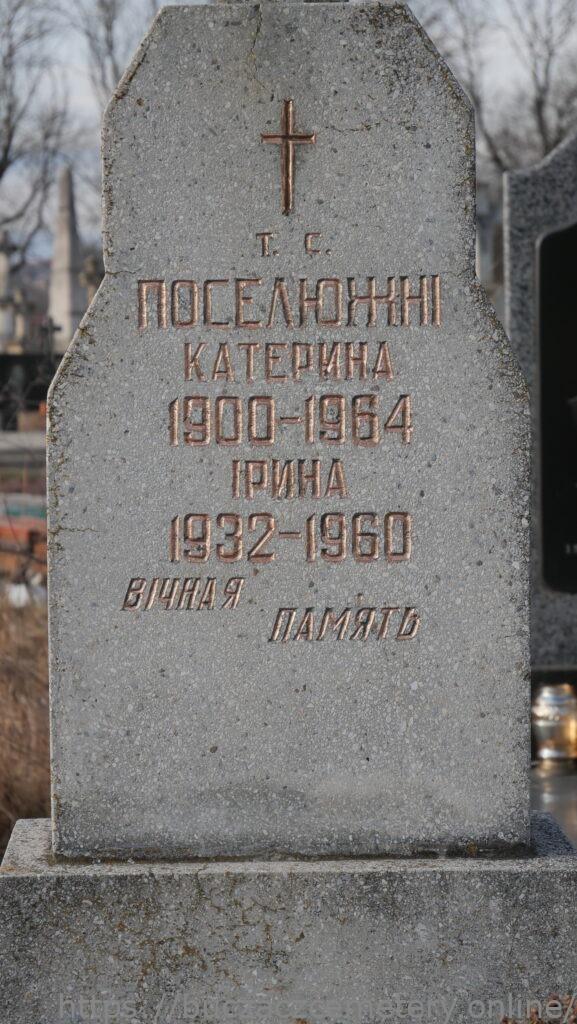 Т. С.
ПОСЕЛЮЖНІ
КАТЕРИНА
1900-1964
ІРИНА
1932-1960
ВІЧНАЯ
ПАМЯТЬ